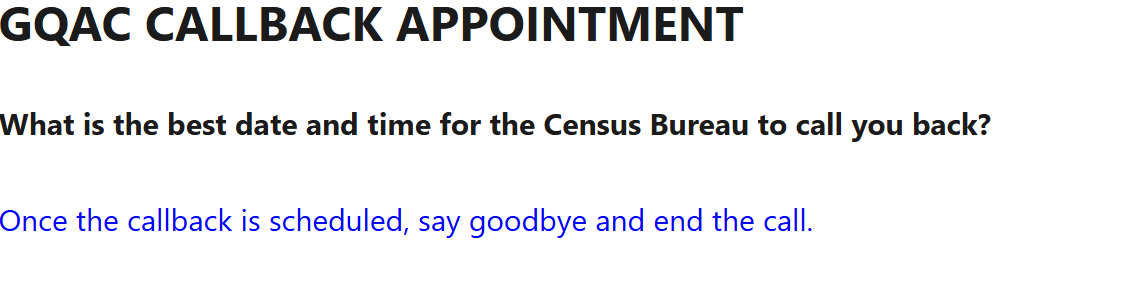 GQAC CALLBACK APPOINTMENT
What is the best date and time for the Census Bureau to call you back?
Once the callback is scheduled, say goodbye and end the call.